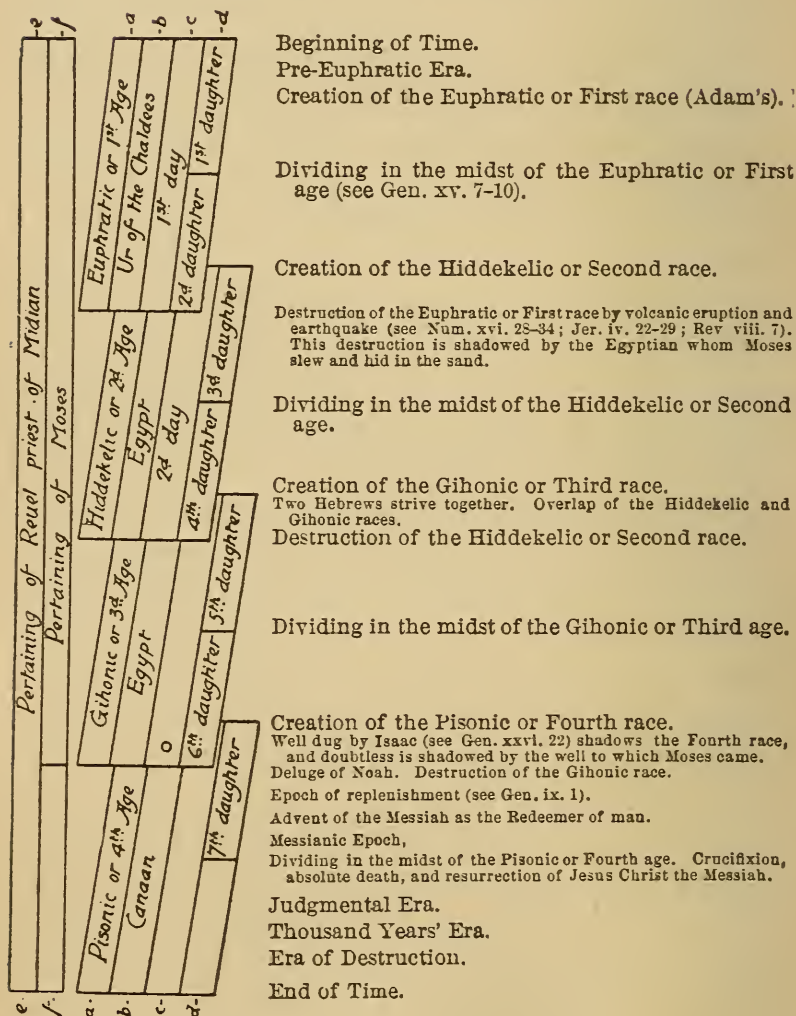 -e
-f
-a
-b
-c
-d
Pertaining of Reuel priest of Midian
Pertaining of Moses
Euphratic or 1st Age
Ur of the Chaldees
1st day
1st daughter
2d daughter
Hiddekelic or 2d Age
Egypt
2d day
3d daughter
4th daughter
Gihonic or 3d Age
Egypt
O
5th daughter
6th daughter
Pisonic or 4th Age
Canaan
7th daughter
e-
f-
a-
b-
c-
d-
Beginning of Time.
Pre-Euphratic Era.
Creation of the Euphratic or First race (Adam's).
Dividing in the midst of the Euphratic or First
age (see Gen. xv. 7-10).
Creation of the Hiddekelic or Second race.
Destruction of the Euphratic or First race by volcanic eruption and
earthquake (see Num. xvi. 28-34; Jer. iv. 22-29; Rev viii. 7).
This destruction is shadowed by the Egyptian whom Moses
slew and hid in the sand.
Dividing in the midst of the Hiddekelic or Second
age.
Creation of the Gihonic or Third race.
Two Hebrews strive together. Overlap of the Hiddekelic and
Gihonic races.
Destruction of the Hiddekelic or Second race.
Dividing in the midst of the Gihonic or Third age.
Creation of the Pisonic or Fourth race.
Well dug by Isaac (see Gen. xxvi. 22) shadows the Fourth race,
and doubtless is shadowed by the well to which Moses came.
Deluge of Noah. Destruction of the Gihonic race.
Epoch of replenishment (see Gen. ix. 1).
Advent of the Messiah as the Redeemer of man.
Messianic Epoch,
Dividing in the midst of the Pisonic or Fourth age. Crucifixion,
absolute death, and resurrection of Jesus Christ the Messiah.
Judgmental Era.
Thousand Years' Era.
Era of Destruction.
End of Time.